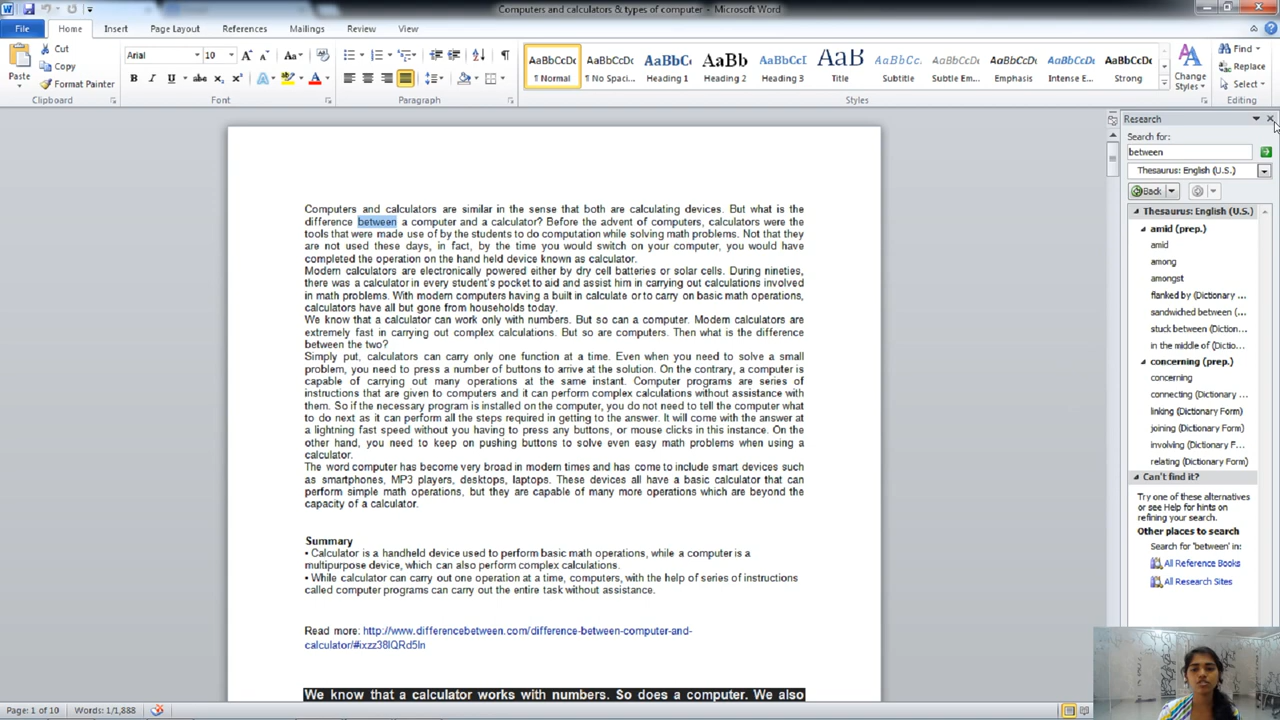 Computers and calculators & types of computer - Microsoft Word
File Home Insert Page Layout References Mailings Review View
Paste
Cut
Copy
Format Painter
Clipboard
Arial 10
Font
Paragraph
AaBbCcDc AaBbCcDc AaBbC AaBbCc AaBbCcI AaB AaBbCcI AaBbCcDc AaBbCcDc AaBbCcDc AaBbCcDc
¶ Normal ¶ No Spaci... Heading 1 Heading 2 Heading 3 Title Subtitle Subtle Em... Emphasis Intense E... Strong
Styles
Change
Styles
Find
Replace
Select
Editing
Computers and calculators are similar in the sense that both are calculating devices. But what is the
difference between a computer and a calculator? Before the advent of computers, calculators were the
tools that were made use of by the students to do computation while solving math problems. Not that they
are not used these days, in fact, by the time you would switch on your computer, you would have
completed the operation on the hand held device known as calculator.
Modern calculators are electronically powered either by dry cell batteries or solar cells. During nineties,
there was a calculator in every student's pocket to aid and assist him in carrying out calculations involved
in math problems. With modern computers having a built in calculate or to carry on basic math operations,
calculators have all but gone from households today.
We know that a calculator can work only with numbers. But so can a computer. Modern calculators are
extremely fast in carrying out complex calculations. But so are computers. Then what is the difference
between the two?
Simply put, calculators can carry only one function at a time. Even when you need to solve a small
problem, you need to press a number of buttons to arrive at the solution. On the contrary, a computer is
capable of carrying out many operations at the same instant. Computer programs are series of
instructions that are given to computers and it can perform complex calculations without assistance with
them. So if the necessary program is installed on the computer, you do not need to tell the computer what
to do next as it can perform all the steps required in getting to the answer. It will come with the answer at
a lightning fast speed without you having to press any buttons, or mouse clicks in this instance. On the
other hand, you need to keep on pushing buttons to solve even easy math problems when using a
calculator.
The word computer has become very broad in modern times and has come to include smart devices such
as smartphones, MP3 players, desktops, laptops. These devices all have a basic calculator that can
perform simple math operations, but they are capable of many more operations which are beyond the
capacity of a calculator.
Summary
• Calculator is a handheld device used to perform basic math operations, while a computer is a
multipurpose device, which can also perform complex calculations.
• While calculator can carry out one operation at a time, computers, with the help of series of instructions
called computer programs can carry out the entire task without assistance.
Read more: http://www.differencebetween.com/difference-between-computer-and-
calculator/#ixzz38lQRd5ln
We know that a calculator works with numbers. So does a computer. We also
Research
Search for:
between
Thesaurus: English (U.S.)
Back
Thesaurus: English (U.S.)
amid (prep.)
amid
among
amongst
flanked by (Dictionary ...
sandwiched between (...
stuck between (Diction...
in the middle of (Dictio...
concerning (prep.)
concerning
connecting (Dictionary ...
linking (Dictionary Form)
joining (Dictionary Form)
involving (Dictionary F...
relating (Dictionary Form)
Can't find it?
Try one of these alternatives
or see Help for hints on
refining your search.
Other places to search
Search for 'between' in:
All Reference Books
All Research Sites
Page: 1 of 10 Words: 1/1,888